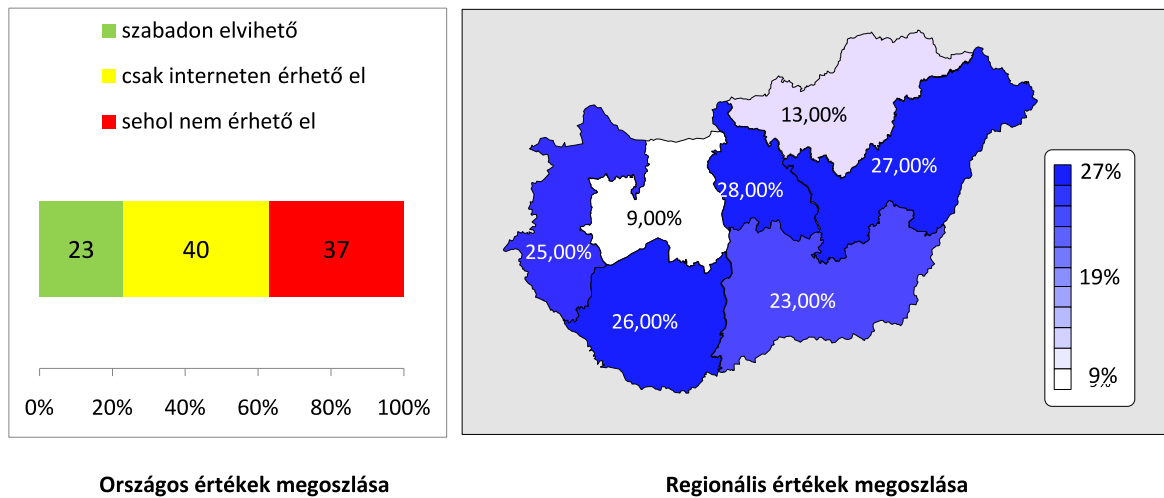 szabadon elvihető
csak interneten érhető el
sehol nem érhető el
23 40 37
0% 20% 40% 60% 80% 100%
Országos értékek megoszlása
13,00%
27,00%
28,00%
9,00%
25,00%
23,00%
26,00%
27%
19%
9%
Regionális értékek megoszlása